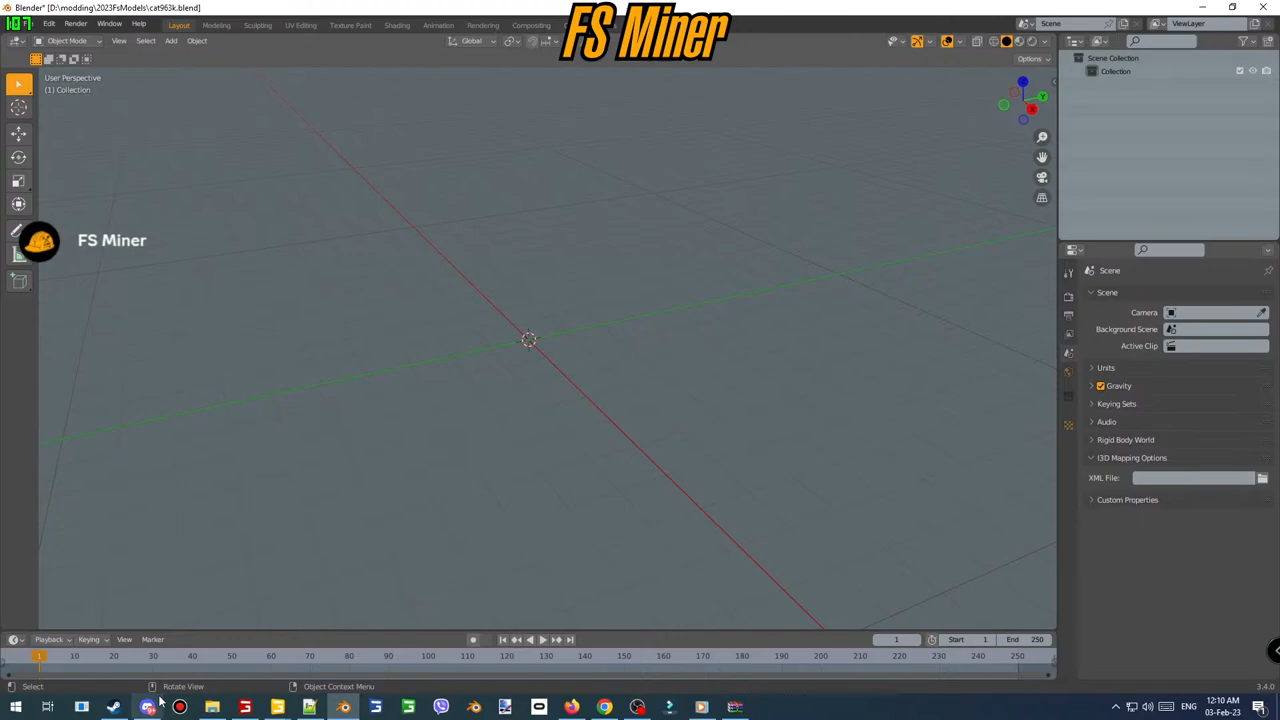 Blender* [D:\modding\2023FsModels\cat963k.blend]
107
Edit Render Window Help
Layout Modeling Sculpting UV Editing Texture Paint Shading Animation Rendering
Scene
ViewLayer
FS Miner
Object Mode View Select Add Object
Global
Options
User Perspective
(1) Collection
Z
Y
X
FS Miner
Scene Collection
Collection
Scene
Scene
Camera
Background Scene
Active Clip
Units
Gravity
Keying Sets
Audio
Rigid Body World
I3D Mapping Options
XML File:
Custom Properties
Playback Keying View Marker
1
Start 1
End 250
1 10 20 30 40 50 60 70 80 90 100 110 120 130 140 150 160 170 180 190 200 210 220 230 240 250
Select
Rotate View
Object Context Menu
3.4.0
ENG
12:10 AM
03-Feb-23